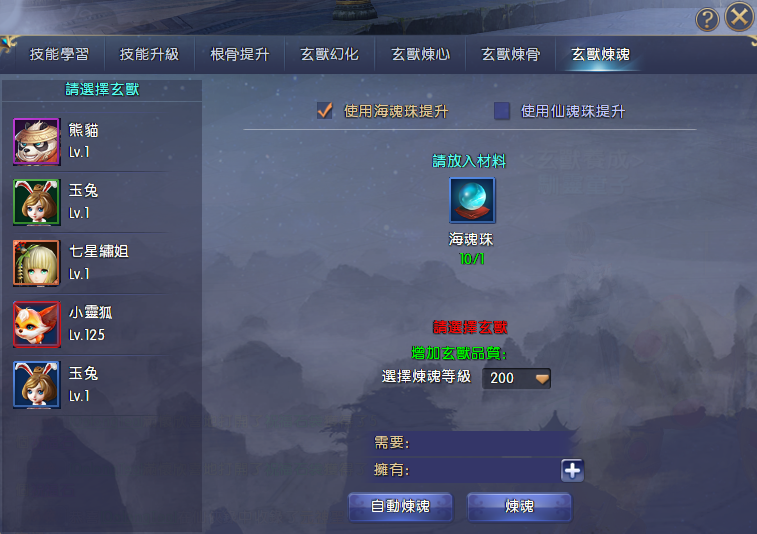 ?
技能學習 技能升級 根骨提升 玄獸幻化 玄獸煉心 玄獸煉骨 玄獸煉魂
請選擇玄獸
熊貓
Lv.1
玉兔
Lv.1
七星繡姐
Lv.1
小靈狐
Lv.125
玉兔
Lv.1
使用海魂珠提升 使用仙魂珠提升
請放入材料
海魂珠
10/1
請選擇玄獸
增加玄獸品質:
選擇煉魂等級 200
需要:
擁有:
自動煉魂 煉魂